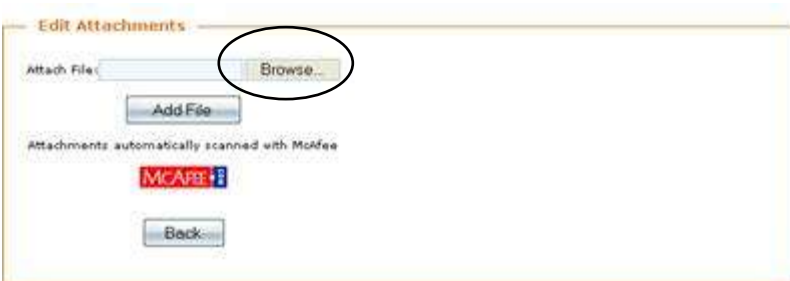 Edit Attachments
Attach File: Browse...
Add File
Attachments automatically scanned with McAfee
McAFEE
Back